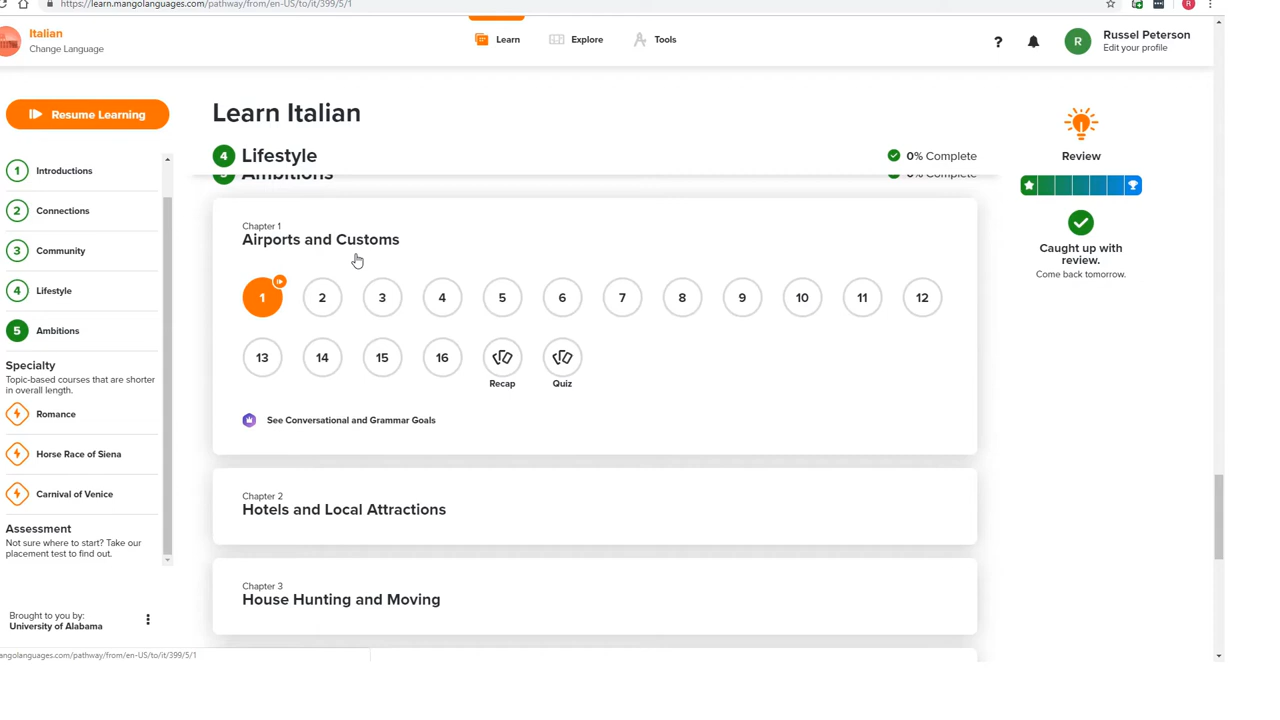 https://learn.mangolanguages.com/pathway/from/en-US/to/it/399/5/1
R
Italian
Change Language
Learn
Explore
Tools
?
R
Russel Peterson
Edit your profile
Resume Learning
1 Introductions
2 Connections
3 Community
4 Lifestyle
5 Ambitions
Specialty
Topic-based courses that are shorter
in overall length.
Romance
Horse Race of Siena
Carnival of Venice
Assessment
Not sure where to start? Take our
placement test to find out.
Brought to you by:
University of Alabama
Learn Italian
4 Lifestyle
0% Complete
5 Ambitions
0% Complete
Chapter 1
Airports and Customs
1 2 3 4 5 6 7 8 9 10 11 12
13 14 15 16
Recap Quiz
See Conversational and Grammar Goals
Chapter 2
Hotels and Local Attractions
Chapter 3
House Hunting and Moving
Review
Caught up with
review.
Come back tomorrow.
angolanguages.com/pathway/from/en-US/to/it/399/5/1